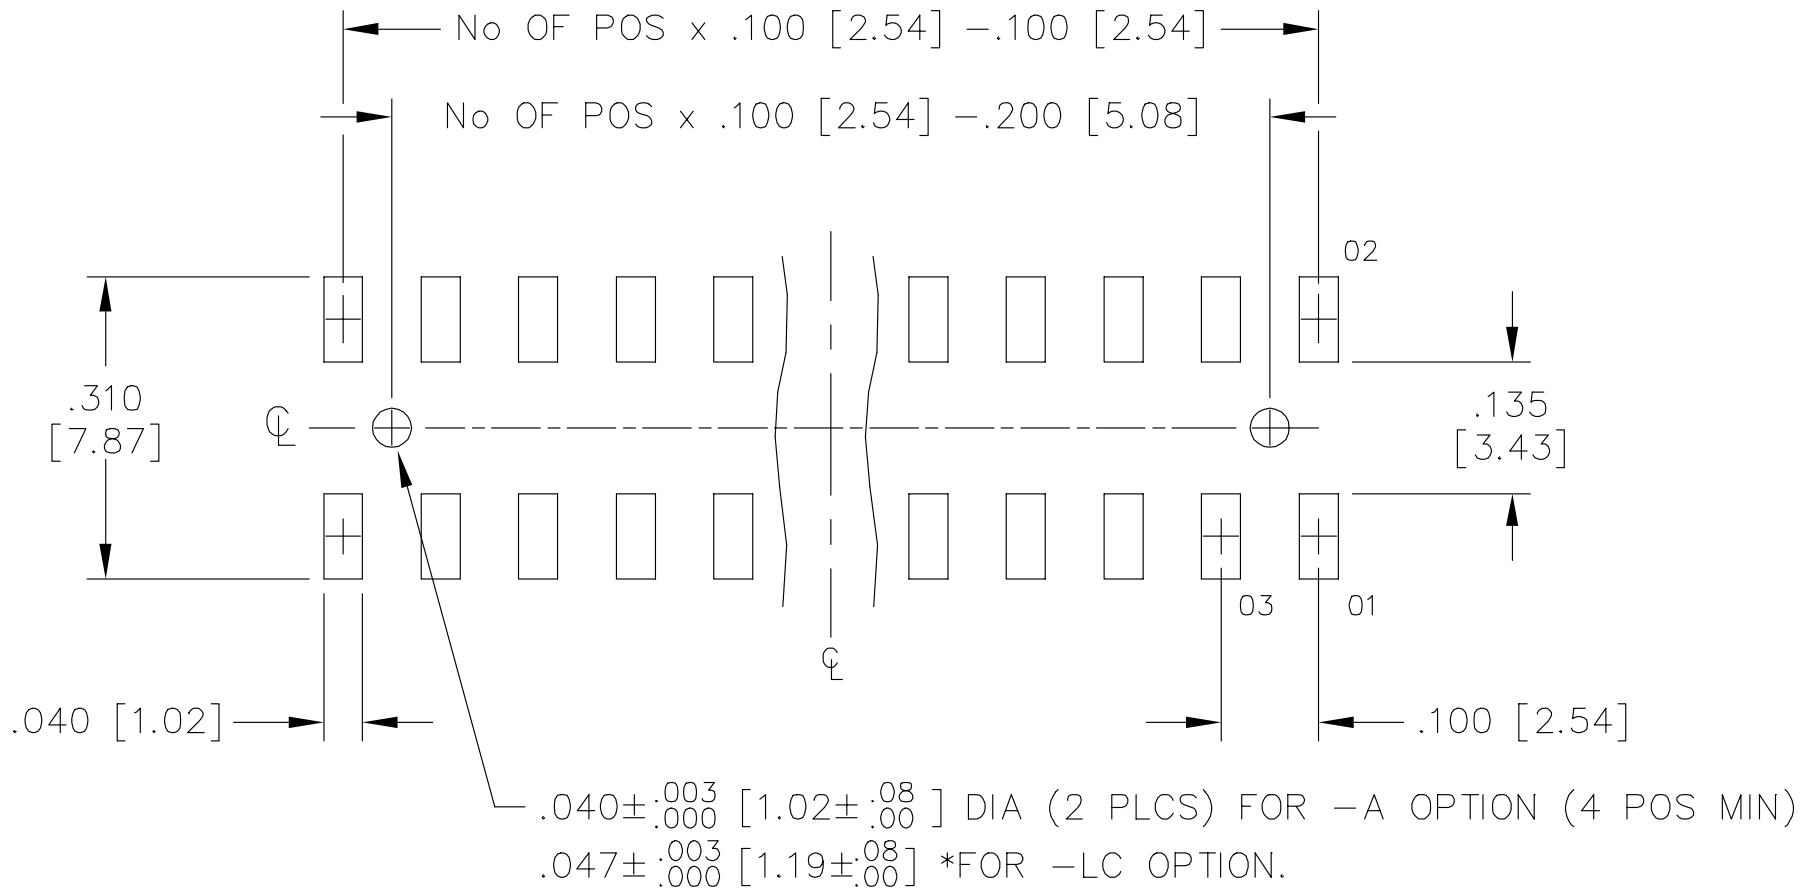 No OF POS x .100 [2.54] -.100 [2.54]
No OF POS x .100 [2.54] -.200 [5.08]
02
.310
[7.87]
℄
.135
[3.43]
03
01
℄
.040 [1.02]
.100 [2.54]
.040± .003 .000 [1.02± .08 .00 ] DIA (2 PLCS) FOR -A OPTION (4 POS MIN)
.047± .003 .000 [1.19± .08 .00] *FOR -LC OPTION.